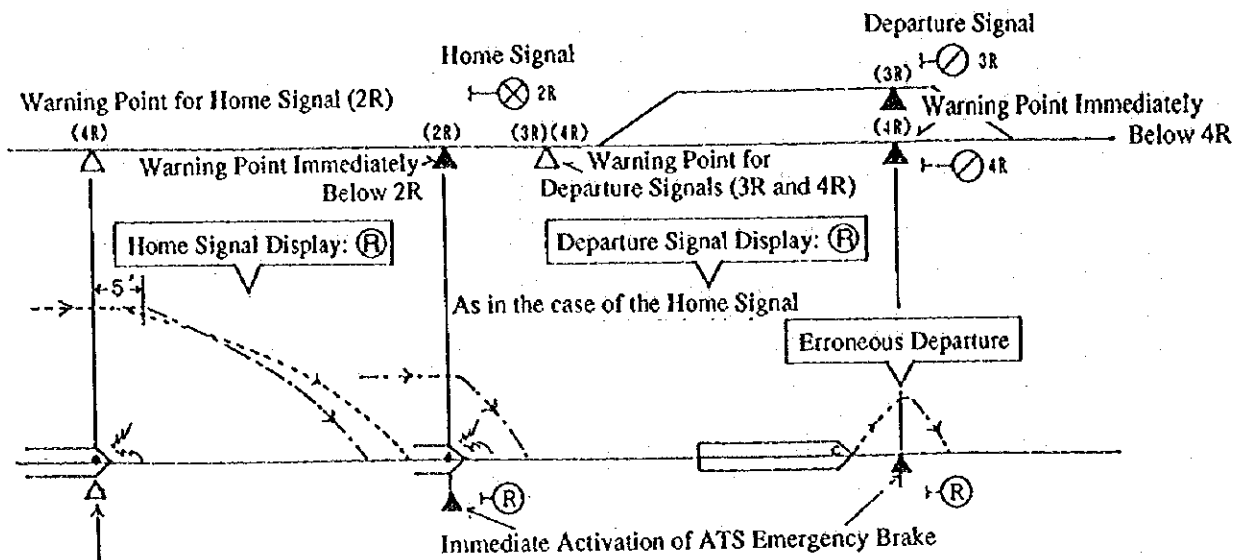 Departure Signal
3R
Home Signal
2R
(3R)
Warning Point for Home Signal (2R)
Warning Point Immediately
Below 4R
(4R)
(2R)
(3R)(4R)
(4R)
Warning Point Immediately
Below 2R
Warning Point for
Departure Signals (3R and 4R)
4R
Home Signal Display: Ⓡ
Departure Signal Display: Ⓡ
5"
As in the case of the Home Signal
Erroneous Departure
R
R
Immediate Activation of ATS Emergency Brake